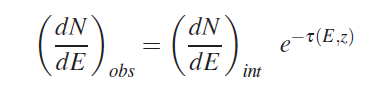 (dN/dE)_obs = (dN/dE)_int e^{−τ(E,z)}